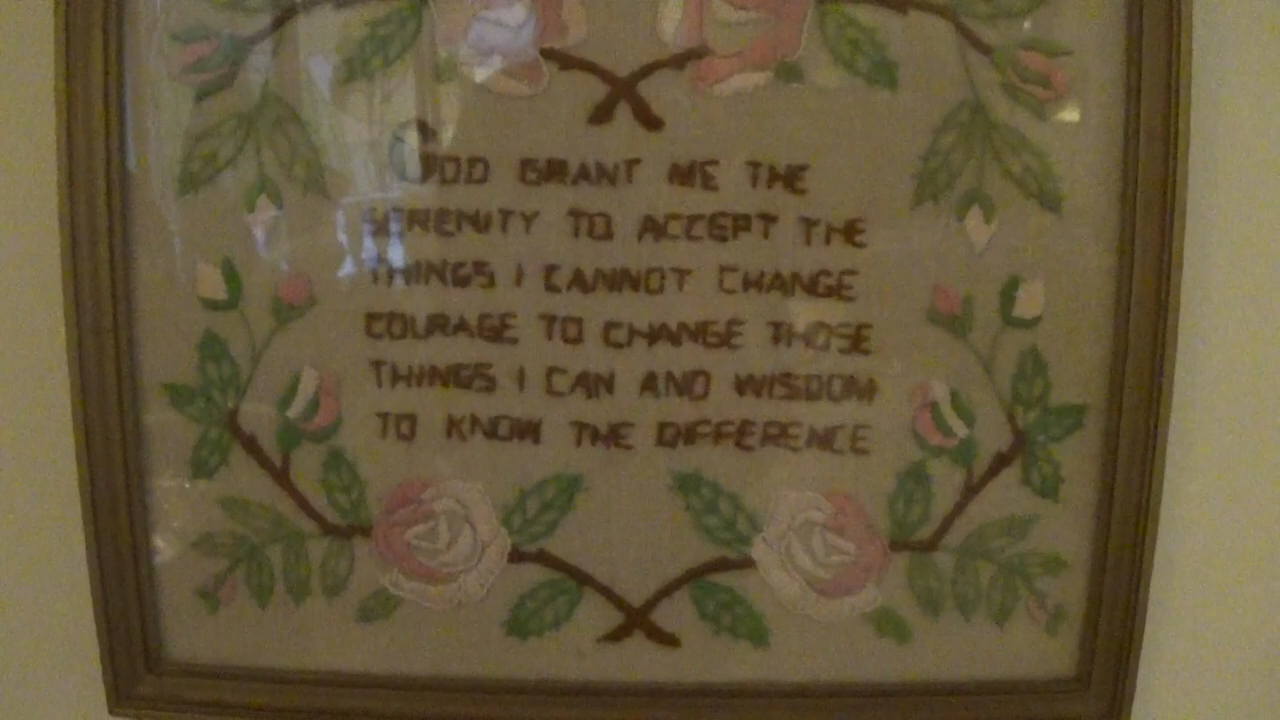 GOD GRANT ME THE
SERENITY TO ACCEPT THE
THINGS I CANNOT CHANGE
COURAGE TO CHANGE THOSE
THINGS I CAN AND WISDOM
TO KNOW THE DIFFERENCE